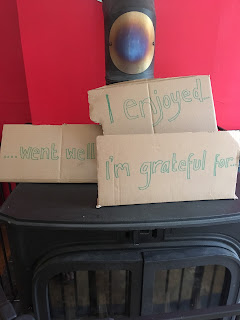 I enjoyed...
....went well
i'm grateful for..